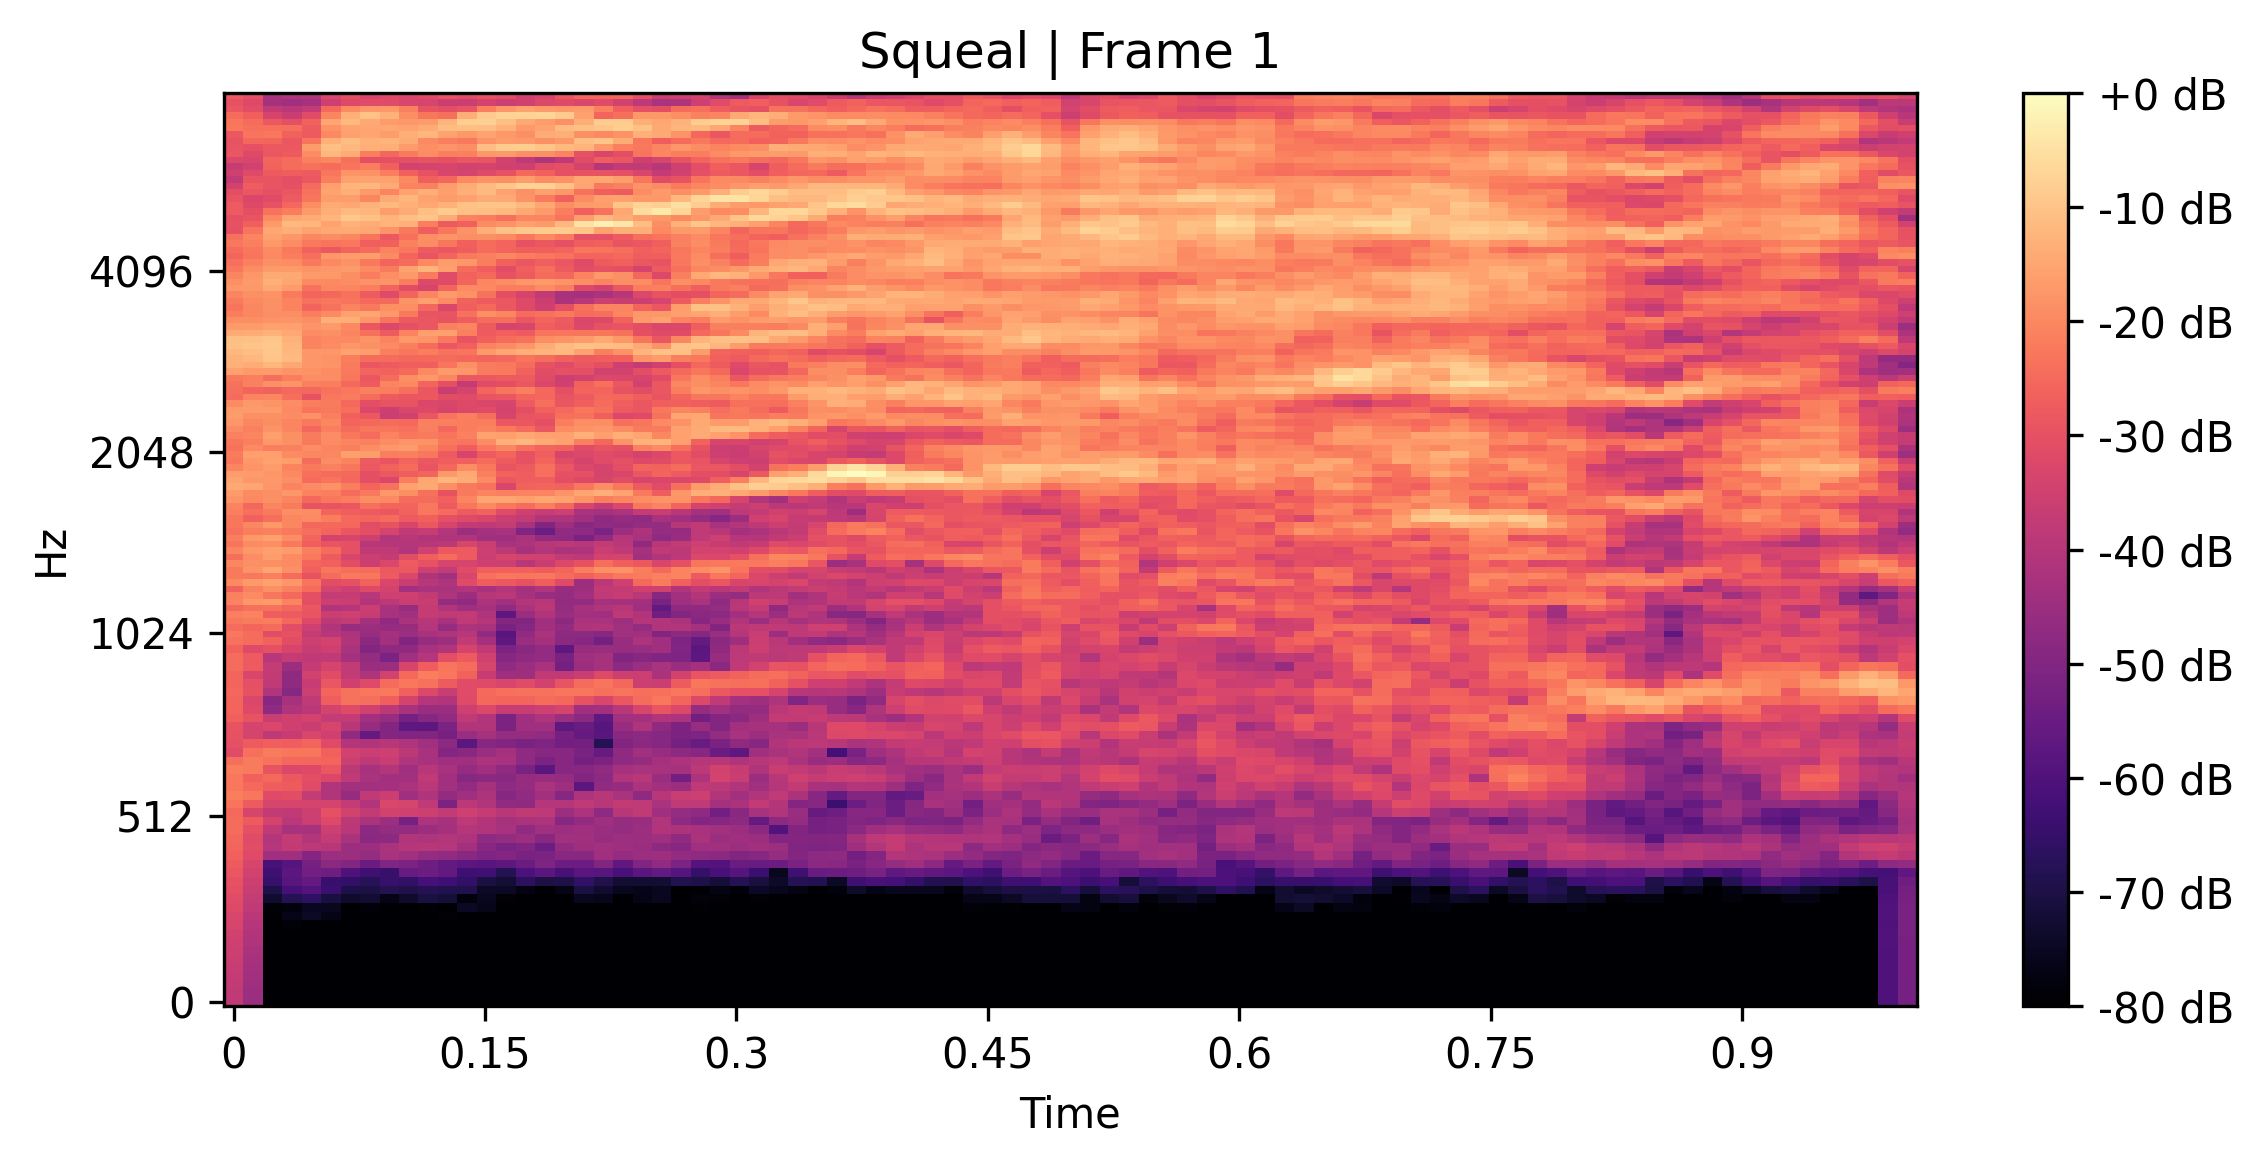 Squeal | Frame 1
Hz
4096
2048
1024
512
0
0 0.15 0.3 0.45 0.6 0.75 0.9
Time
+0 dB
-10 dB
-20 dB
-30 dB
-40 dB
-50 dB
-60 dB
-70 dB
-80 dB